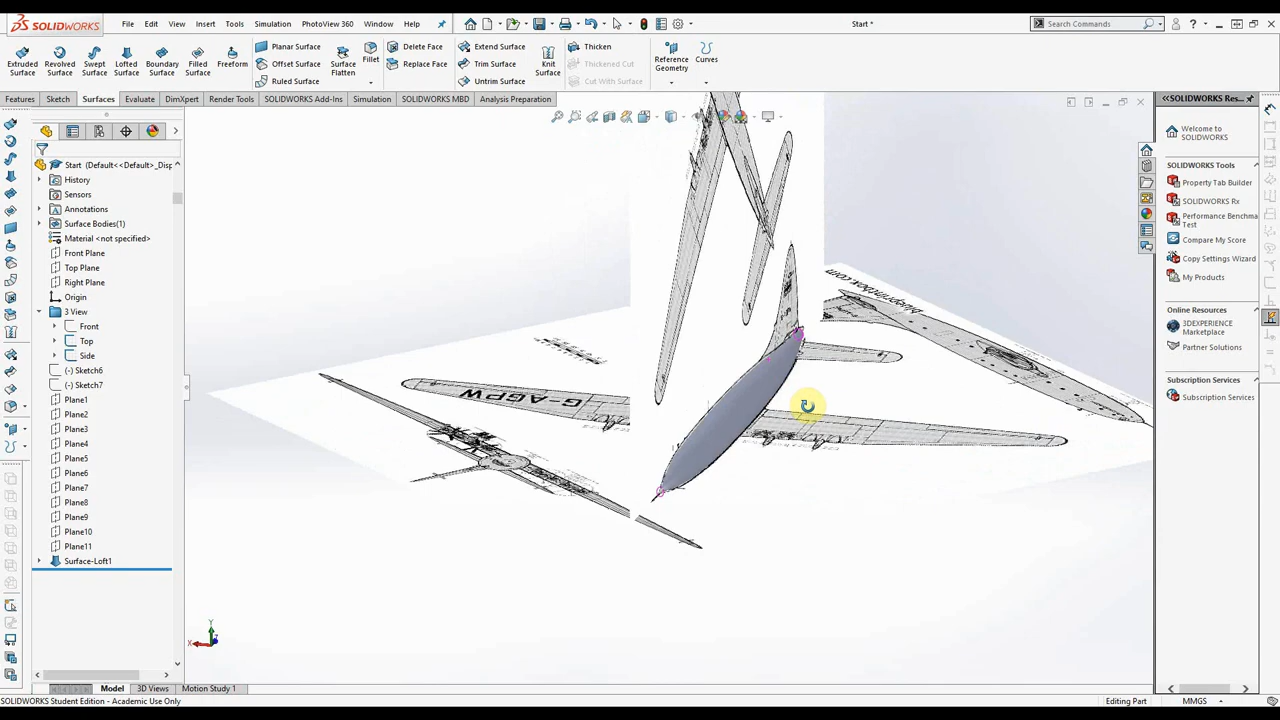 SOLIDWORKS File Edit View Insert Tools Simulation PhotoView 360 Window Help Start * Search Commands
Extruded Surface Revolved Surface Swept Surface Lofted Surface Boundary Surface Filled Surface Freeform
Planar Surface
Offset Surface
Ruled Surface
Surface Flatten
Fillet
Delete Face
Replace Face
Extend Surface
Trim Surface
Untrim Surface
Knit Surface
Thicken
Thickened Cut
Cut With Surface
Reference Geometry
Curves
Features Sketch Surfaces Evaluate DimXpert Render Tools SOLIDWORKS Add-Ins Simulation SOLIDWORKS MBD Analysis Preparation
Start (Default<<Default>_Disp
History
Sensors
Annotations
Surface Bodies(1)
Material <not specified>
Front Plane
Top Plane
Right Plane
Origin
3 View
Front
Top
Side
(-) Sketch6
(-) Sketch7
Plane1
Plane2
Plane3
Plane4
Plane5
Plane6
Plane7
Plane8
Plane9
Plane10
Plane11
Surface-Loft1
G-AGPW
X
Y
Z
SOLIDWORKS Res...
Welcome to
SOLIDWORKS
SOLIDWORKS Tools
Property Tab Builder
SOLIDWORKS Rx
Performance Benchma
Test
Compare My Score
Copy Settings Wizard
My Products
Online Resources
3DEXPERIENCE
Marketplace
Partner Solutions
Subscription Services
Subscription Services
Model 3D Views Motion Study 1
SOLIDWORKS Student Edition - Academic Use Only Editing Part MMGS